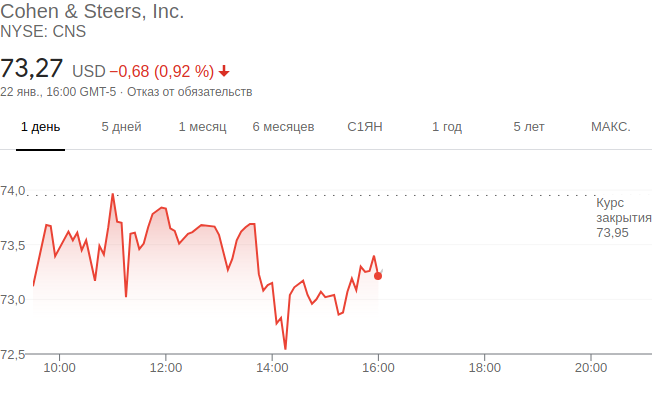 Cohen & Steers, Inc.
NYSE: CNS
73,27 USD −0,68 (0,92 %)
22 янв., 16:00 GMT-5 · Отказ от обязательств
1 день 5 дней 1 месяц 6 месяцев С1ЯН 1 год 5 лет МАКС.
74,0
Курс
закрытия
73,95
73,5
73,0
72,5
10:00 12:00 14:00 16:00 18:00 20:00